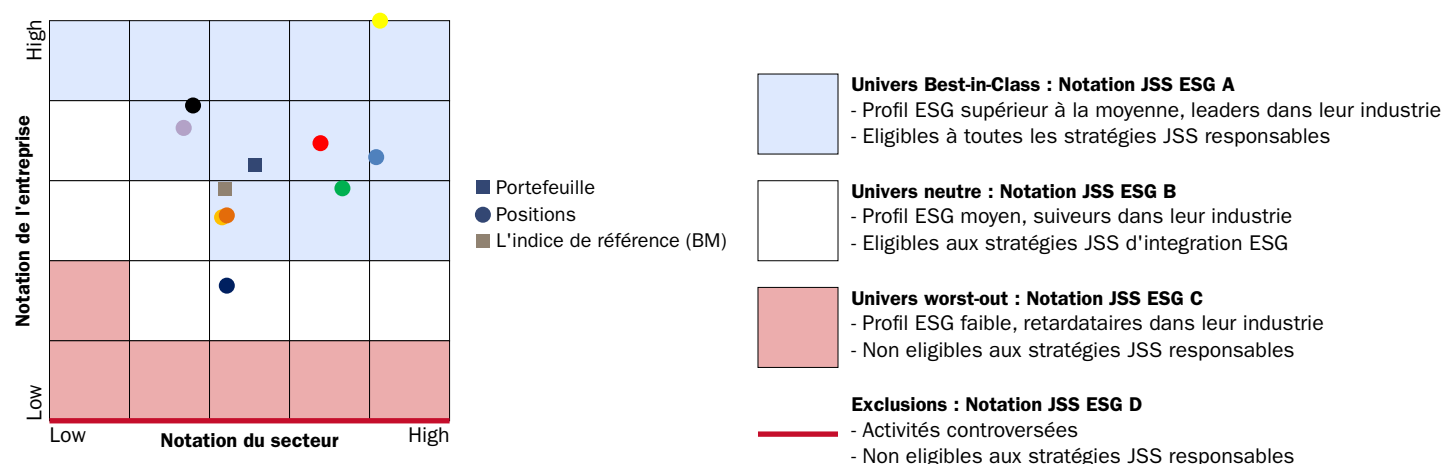 High
Notation de l'entreprise
Low
Low
Notation du secteur
High
Portefeuille
Positions
L'indice de référence (BM)
Univers Best-in-Class : Notation JSS ESG A
- Profil ESG supérieur à la moyenne, leaders dans leur industrie
- Eligibles à toutes les stratégies JSS responsables
Univers neutre : Notation JSS ESG B
- Profil ESG moyen, suiveurs dans leur industrie
- Eligibles aux stratégies JSS d'integration ESG
Univers worst-out : Notation JSS ESG C
- Profil ESG faible, retardataires dans leur industrie
- Non eligibles aux stratégies JSS responsables
Exclusions : Notation JSS ESG D
- Activités controversées
- Non eligibles aux stratégies JSS responsables